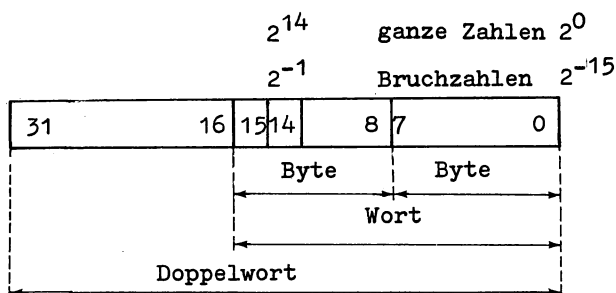 2^14 ganze Zahlen 2^0
2^-1 Bruchzahlen 2^-15
31 16 15 14 8 7 0
Byte Byte
Wort
Doppelwort